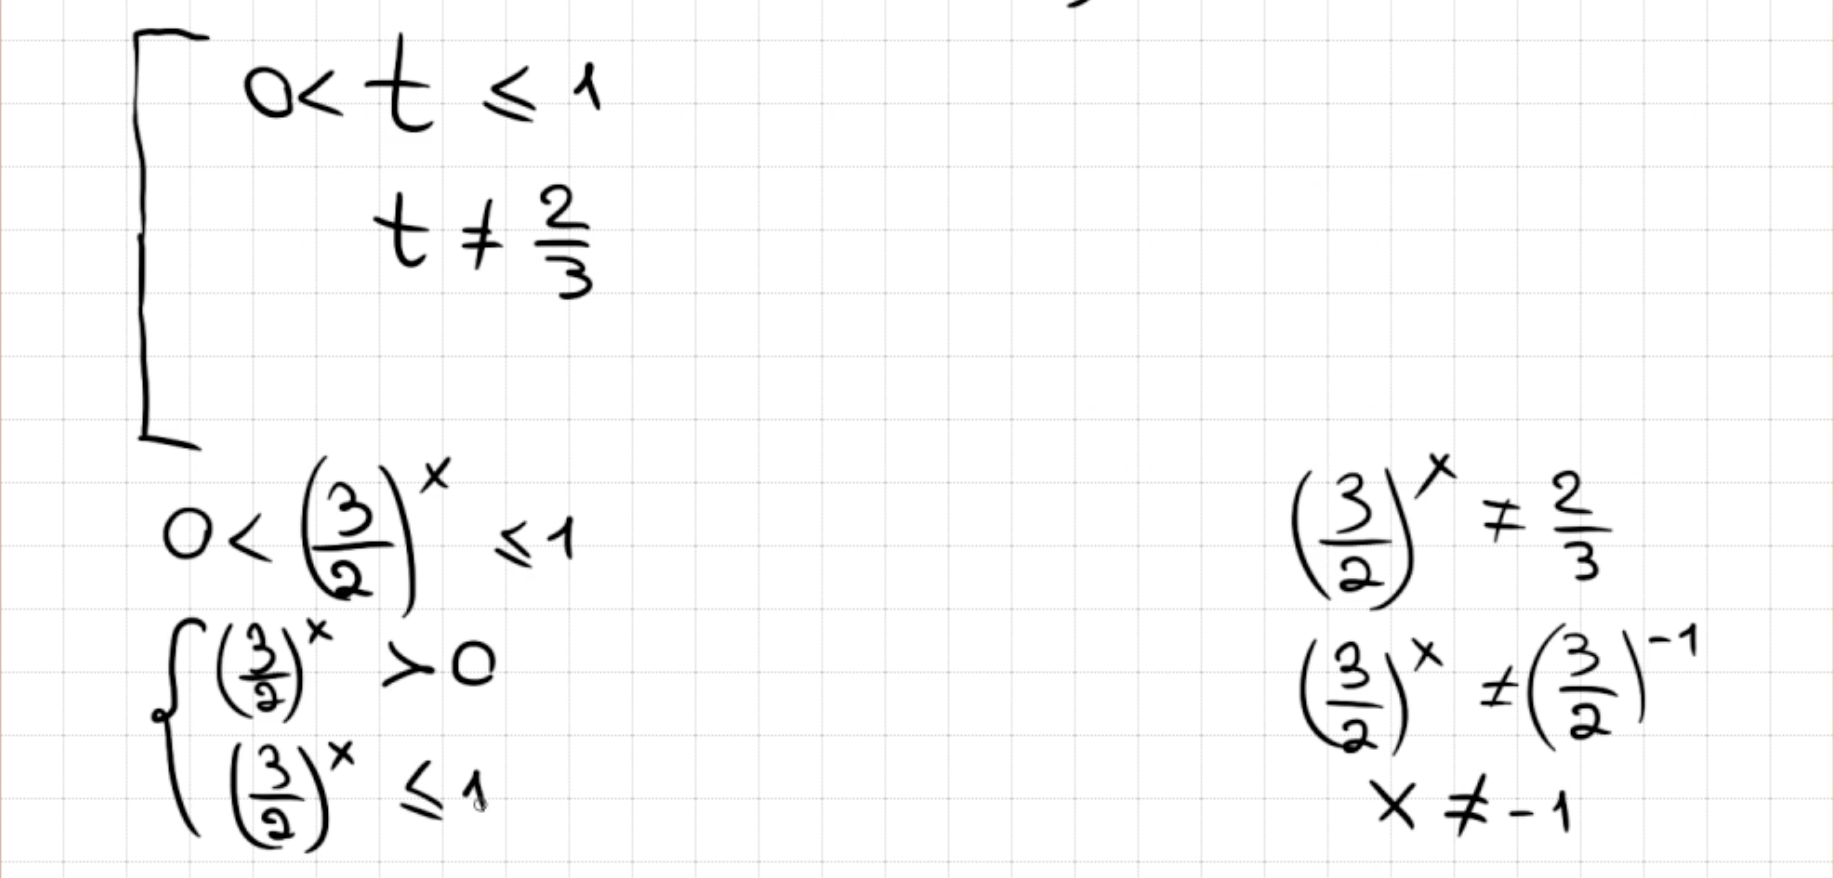 0 < t ≤ 1
t ≠ 2/3
0 < (3/2)^x ≤ 1
(3/2)^x > 0
(3/2)^x ≤ 1
(3/2)^x ≠ 2/3
(3/2)^x ≠ (3/2)^-1
x ≠ -1